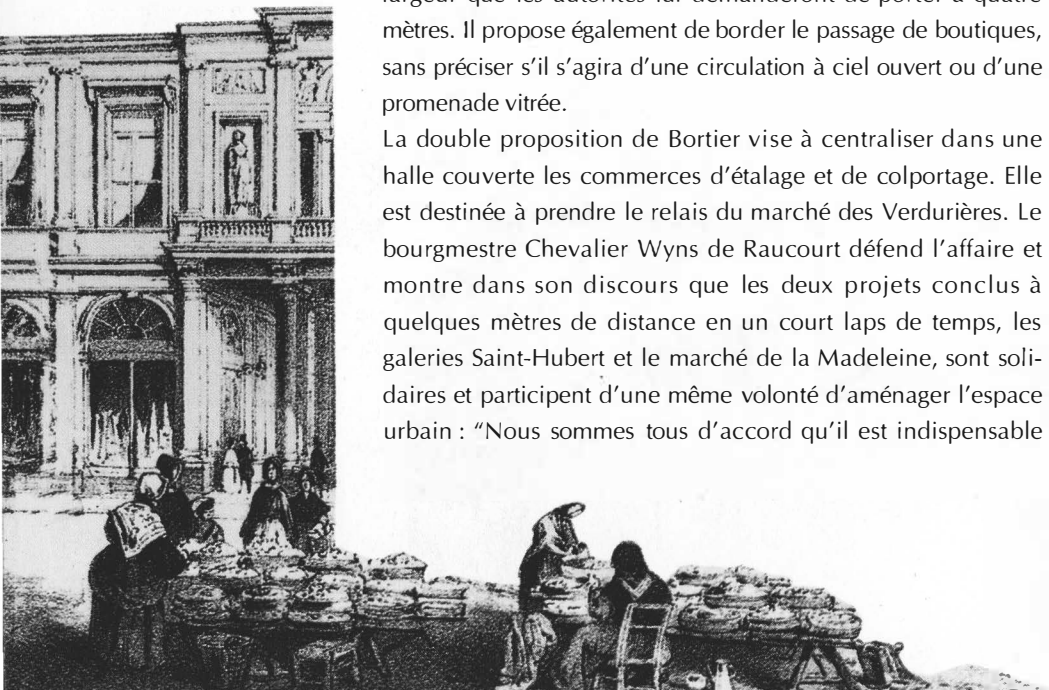 largeur que les autorités lui demanderont de porter à quatre
mètres. Il propose également de border le passage de boutiques,
sans préciser s’il s’agira d’une circulation à ciel ouvert ou d’une
promenade vitrée.
La double proposition de Bortier vise à centraliser dans une
halle couverte les commerces d’étalage et de colportage. Elle
est destinée à prendre le relais du marché des Verdurières. Le
bourgmestre Chevalier Wyns de Raucourt défend l’affaire et
montre dans son discours que les deux projets conclus à
quelques mètres de distance en un court laps de temps, les
galeries Saint-Hubert et le marché de la Madeleine, sont soli-
daires et participent d’une même volonté d’aménager l’espace
urbain : “Nous sommes tous d’accord qu’il est indispensable